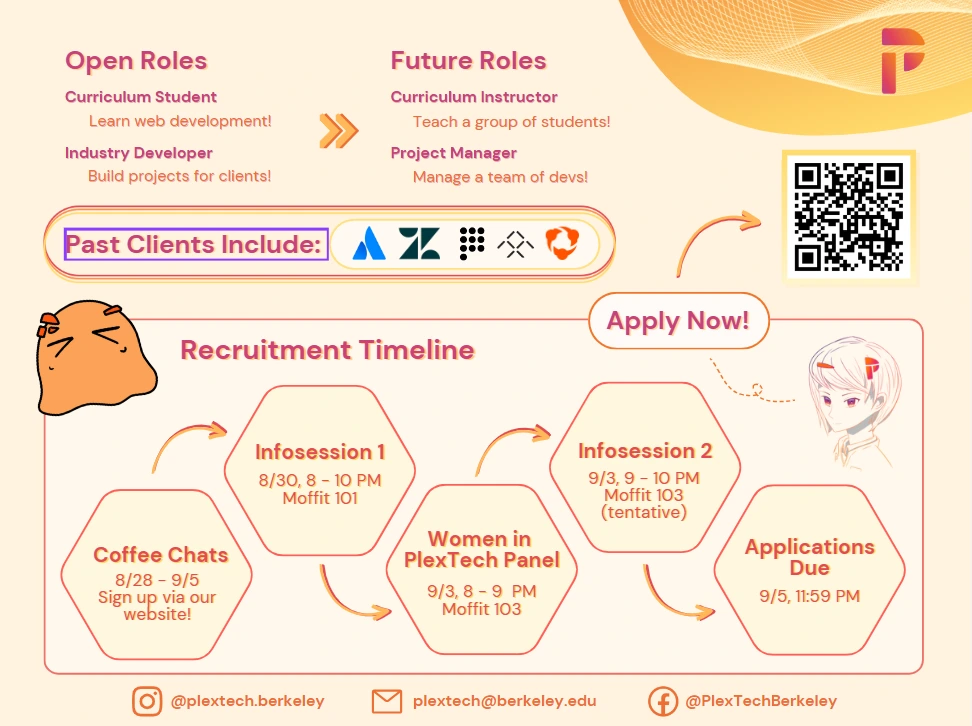 Open Roles
Curriculum Student
Learn web development!
Industry Developer
Build projects for clients!
Future Roles
Curriculum Instructor
Teach a group of students!
Project Manager
Manage a team of devs!
Past Clients Include:
Apply Now!
Recruitment Timeline
Coffee Chats
8/28 - 9/5
Sign up via our
website!
Infosession 1
8/30, 8 - 10 PM
Moffit 101
Women in
PlexTech Panel
9/3, 8 - 9 PM
Moffit 103
Infosession 2
9/3, 9 - 10 PM
Moffit 103
(tentative)
Applications
Due
9/5, 11:59 PM
@plextech.berkeley
plextech@berkeley.edu
@PlexTechBerkeley